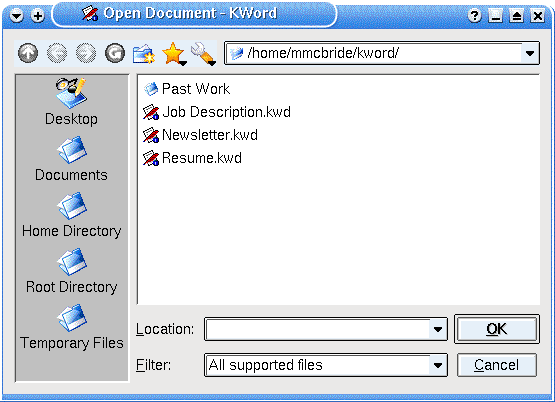 Open Document - KWord
/home/mmcbride/kword/
Desktop
Documents
Home Directory
Root Directory
Temporary Files
Past Work
Job Description.kwd
Newsletter.kwd
Resume.kwd
Location:
OK
Filter:
All supported files
Cancel